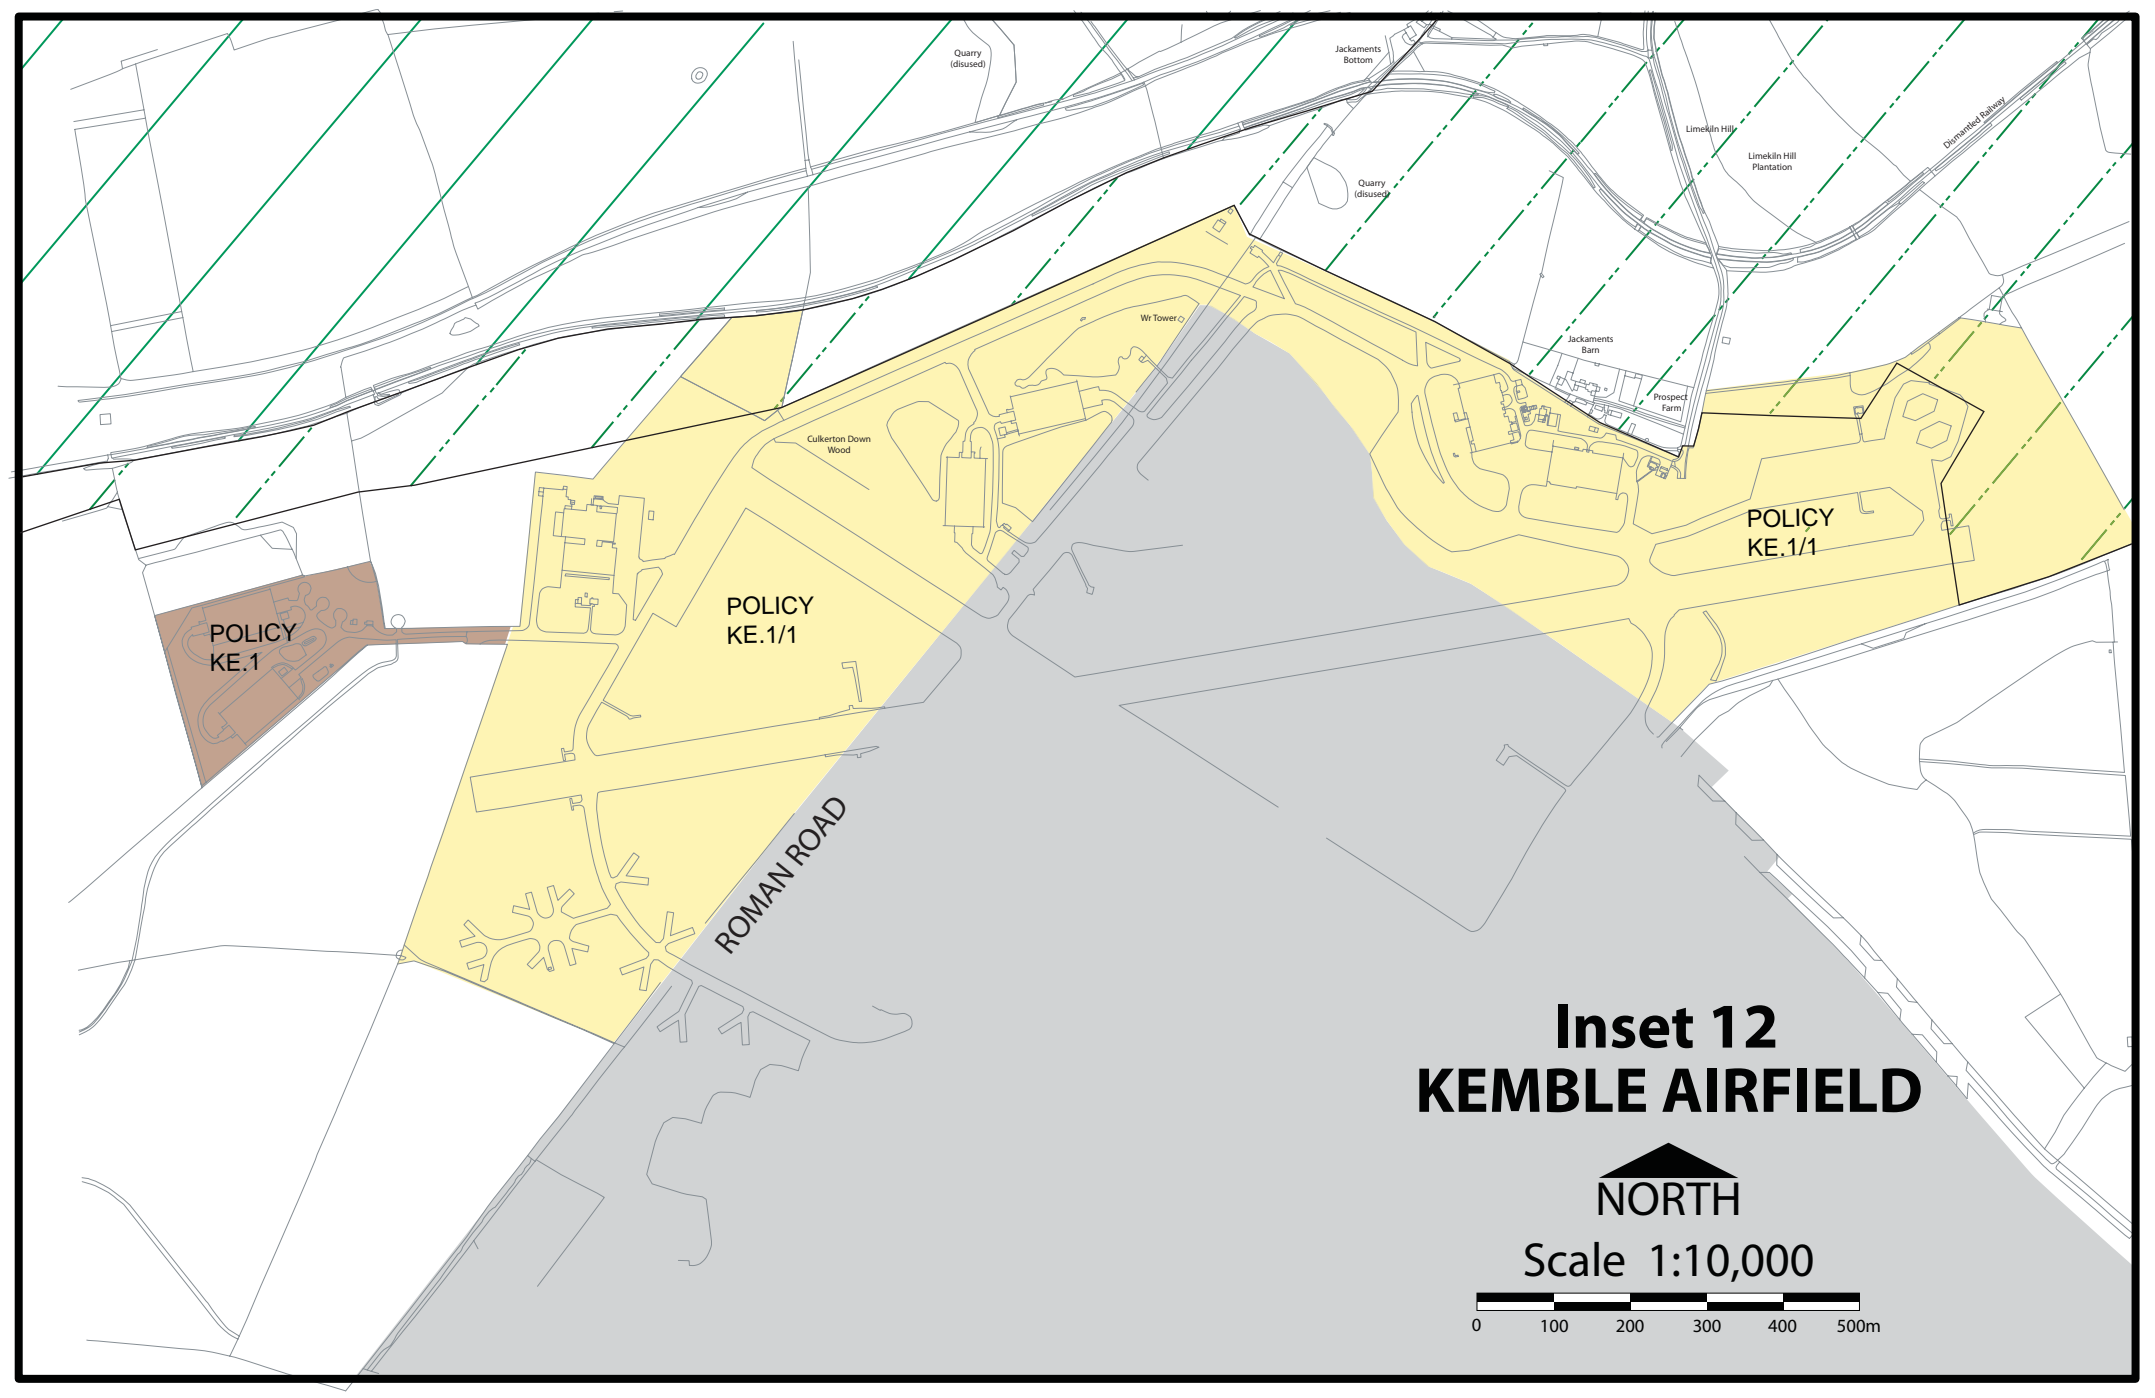 Quarry
(disused)
Jackaments
Bottom
Limekiln Hill
Limekiln Hill
Plantation
Dismantled Railway
Quarry
(disused)
Wr Tower
Jackaments
Barn
Prospect
Farm
Culkerton Down
Wood
POLICY
KE.1/1
POLICY
KE.1/1
POLICY
KE.1
ROMAN ROAD
Inset 12
KEMBLE AIRFIELD
NORTH
Scale 1:10,000
0 100 200 300 400 500m